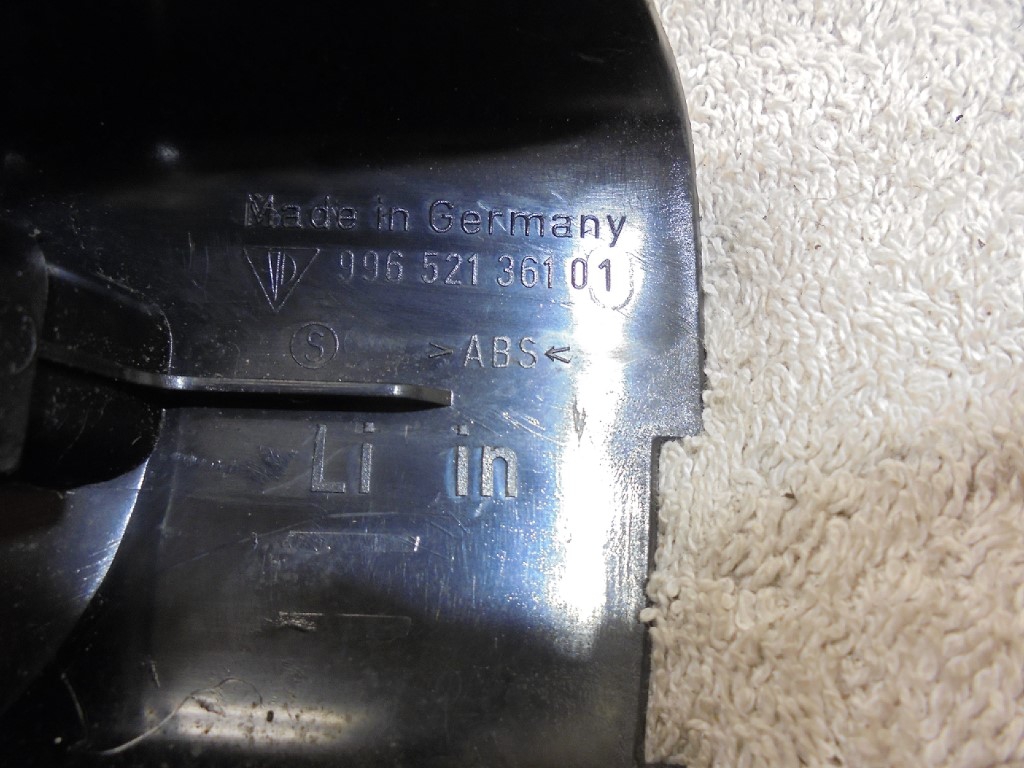 Made in Germany
996 521 361 01
S >ABS<
Li in